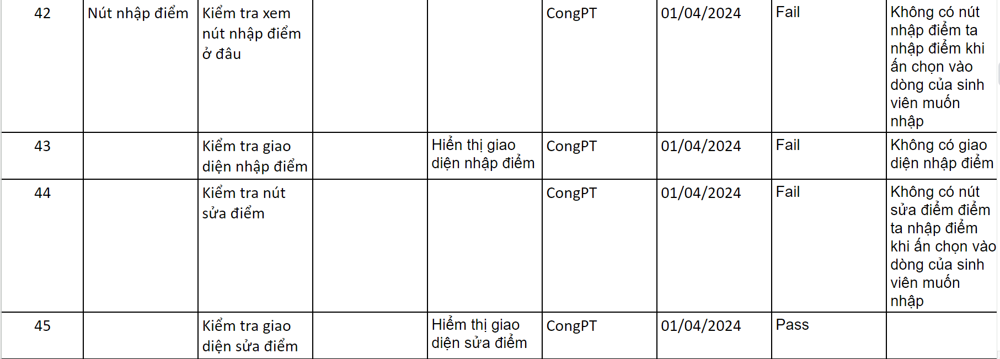 42
Nút nhập điểm
Kiểm tra xem
nút nhập điểm
ở đâu
CongPT
01/04/2024
Fail
Không có nút
nhập điểm ta
nhập điểm khi
ấn chọn vào
dòng của sinh
viên muốn
nhập
43
Kiểm tra giao
diện nhập điểm
Hiển thị giao
diện nhập điểm
CongPT
01/04/2024
Fail
Không có giao
diện nhập điểm
44
Kiểm tra nút
sửa điểm
CongPT
01/04/2024
Fail
Không có nút
sửa điểm điểm
ta nhập điểm
khi ấn chọn vào
dòng của sinh
viên muốn
nhập
45
Kiểm tra giao
diện sửa điểm
Hiểm thị giao
diện sửa điểm
CongPT
01/04/2024
Pass